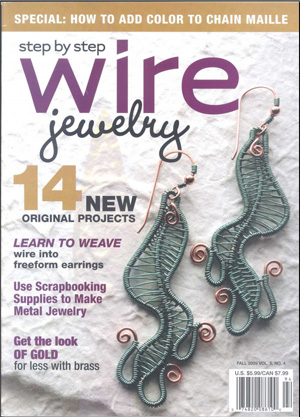 SPECIAL: HOW TO ADD COLOR TO CHAIN MAILLE
step by step
wire
jewelry
14 NEW
ORIGINAL PROJECTS
LEARN TO WEAVE
wire into
freeform earrings
Use Scrapbooking
Supplies to Make
Metal Jewelry
Get the look
OF GOLD
for less with brass
U.S. $5.99/CAN $7.99